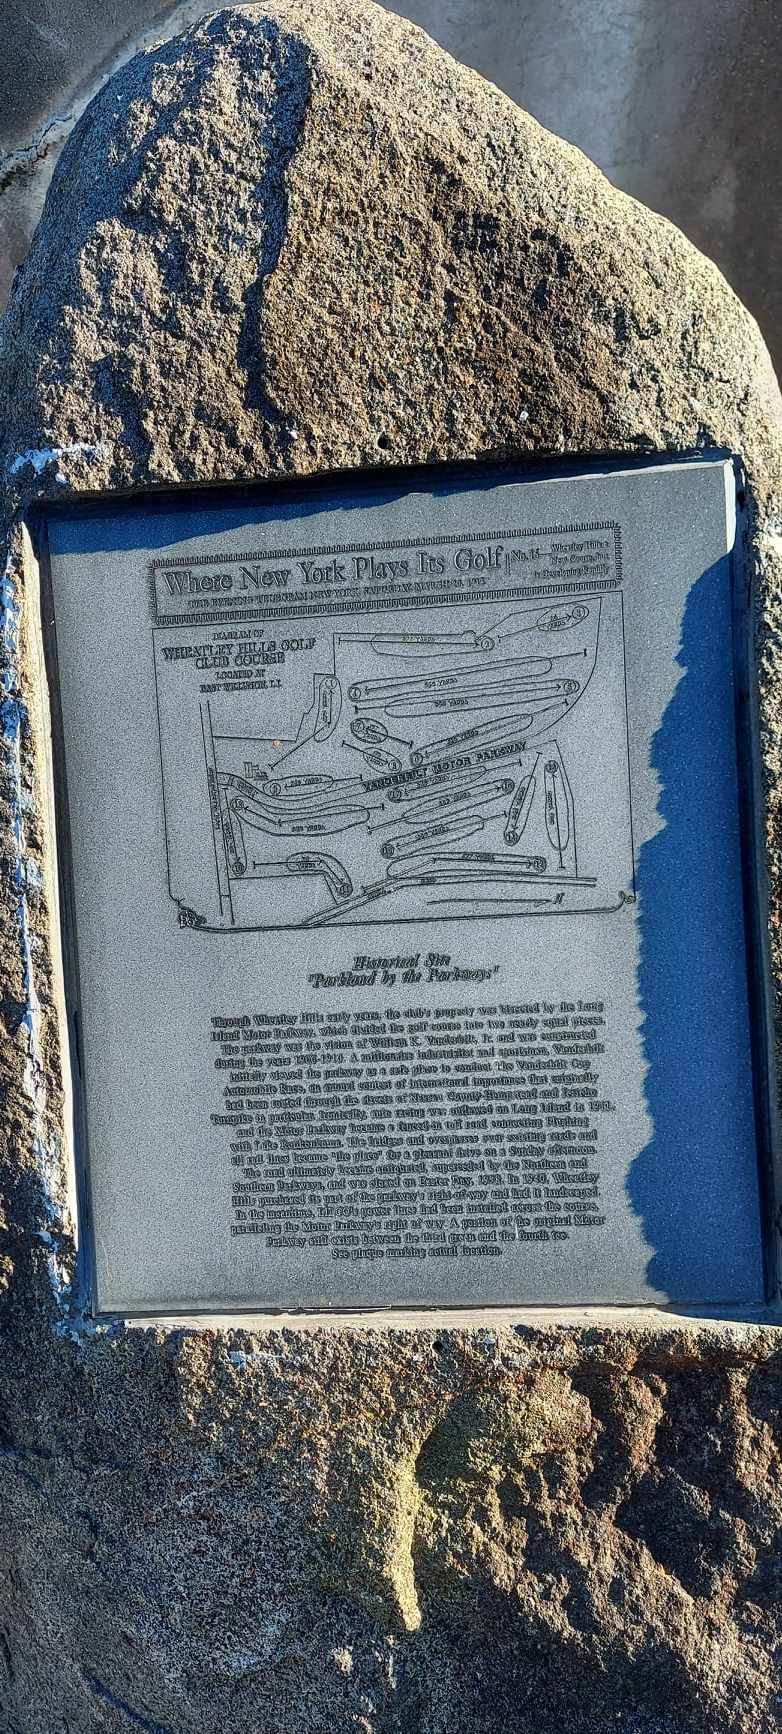 Where New York Plays Its Golf
No. 15—Wheatley Hills a
New Course, but
is Developing Rapidly
THE EVENING TELEGRAM NEW YORK, SATURDAY, MARCH
DIAGRAM OF
WHEATLEY HILLS GOLF
CLUB COURSE
LOCATED AT
EAST WILLISTON, L.I.
VANDERBILT MOTOR PARKWAY
Historical Site
"Parkland by the Parkways"
Through Wheatley Hills early years, the club's property was bisected by the Long
Island Motor Parkway, which divided the golf course into two nearly equal pieces.
The parkway was the vision of William K. Vanderbilt, Jr. and was constructed
during the years 1906-1910. A millionaire industrialist and sportsman, Vanderbilt
initially viewed the parkway as a safe place to conduct The Vanderbilt Cup
Automobile Race, an annual contest of international importance that originally
had been routed through the streets of Nassau County-Hempstead and Jericho
Turnpike in particular. Ironically, auto racing was outlawed on Long Island in
and the Motor Parkway became a fenced-in toll road connecting Flushing
with Lake Ronkonkoma. The bridges and overpasses over existing roads and
all rail lines became "the place" for a pleasant drive on a Sunday afternoon.
The road ultimately became antiquated, superseded by the Northern and
Southern Parkways, and was closed on Easter Day, 1938. In 1940, Wheatley
Hills purchased its part of the parkway's right-of-way and had it landscaped.
In the meantime, LILCO's power lines had been installed across the course,
paralleling the Motor Parkway's right of way. A portion of the original Motor
Parkway still exists between the third green and the fourth tee.
See plaque marking actual location.